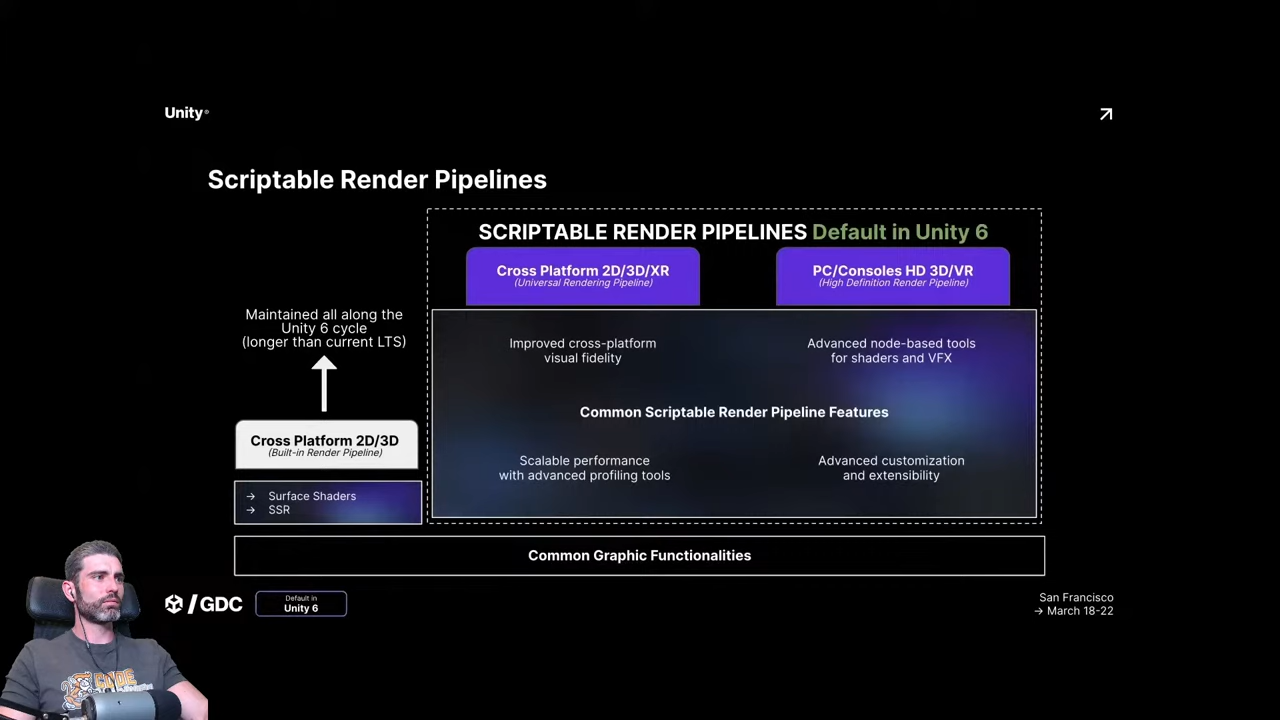 Unity®
Scriptable Render Pipelines
SCRIPTABLE RENDER PIPELINES Default in Unity 6
Cross Platform 2D/3D/XR
(Universal Rendering Pipeline)
PC/Consoles HD 3D/VR
(High Definition Render Pipeline)
Maintained all along the
Unity 6 cycle
(longer than current LTS)
Improved cross-platform
visual fidelity
Advanced node-based tools
for shaders and VFX
Common Scriptable Render Pipeline Features
Cross Platform 2D/3D
(Built-in Render Pipeline)
Scalable performance
with advanced profiling tools
Advanced customization
and extensibility
→ Surface Shaders
→ SSR
Common Graphic Functionalities
/GDC
Default in
Unity 6
San Francisco
→ March 18-22
CODE